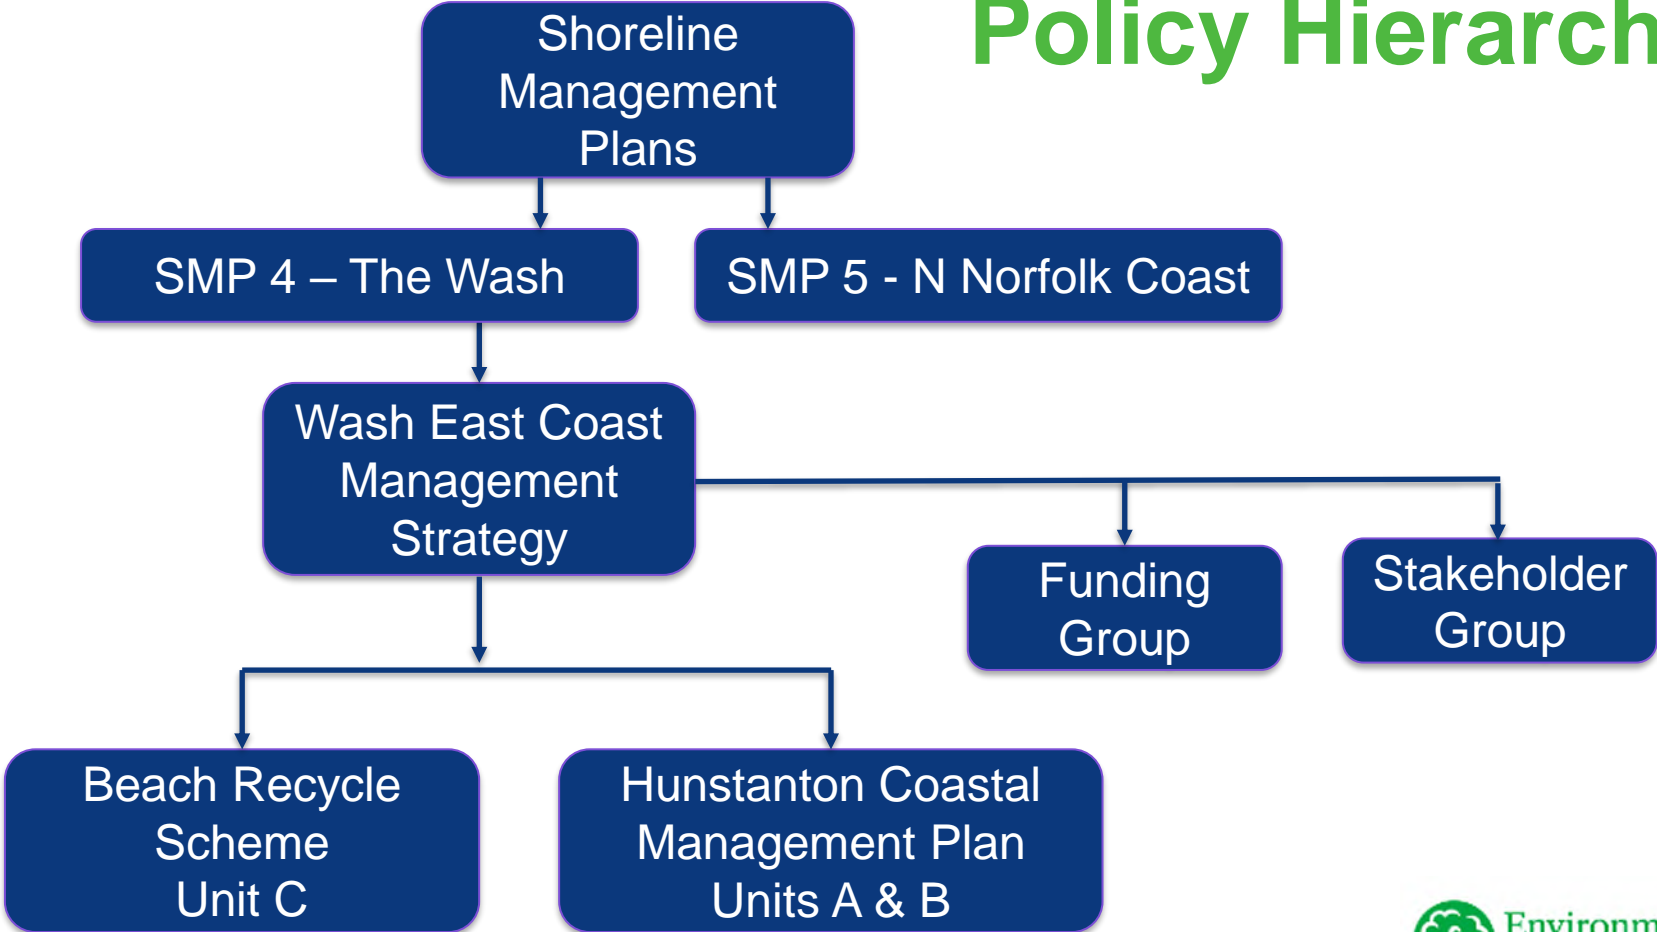 Policy Hierarch
Shoreline
Management
Plans
SMP 4 – The Wash
SMP 5 - N Norfolk Coast
Wash East Coast
Management
Strategy
Funding
Group
Stakeholder
Group
Beach Recycle
Scheme
Unit C
Hunstanton Coastal
Management Plan
Units A & B
Environm